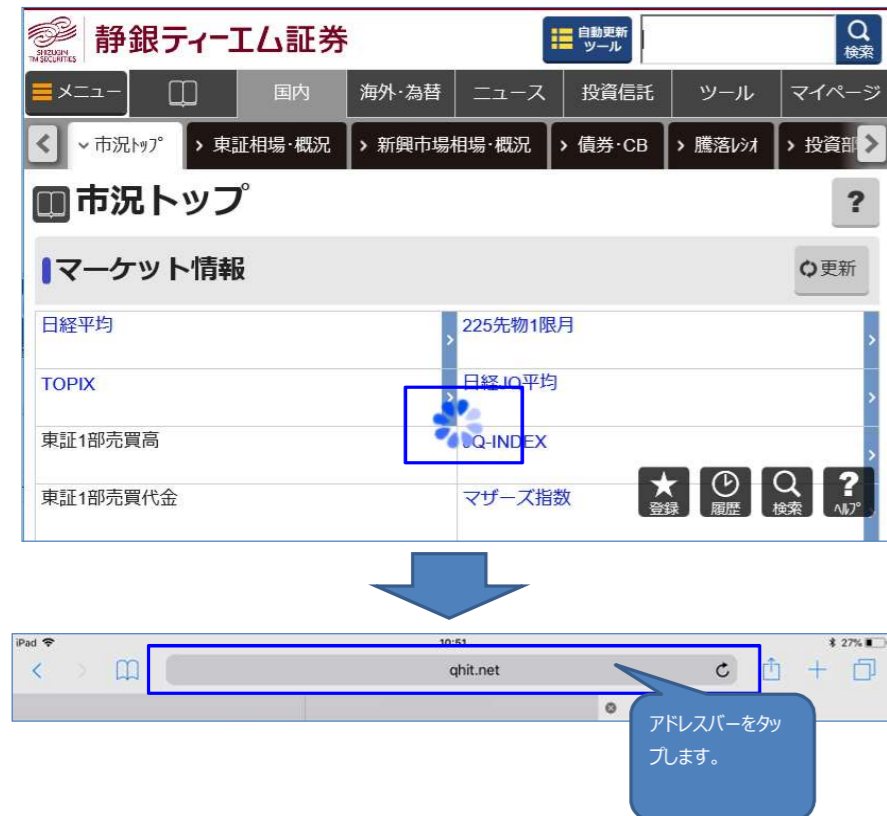 SHIZUGIN
TM SECURITIES
静銀ティーエム証券
自動更新
ツール
検索
メニュー 国内 海外・為替 ニュース 投資信託 ツール マイページ
市況トップ 東証相場・概況 新興市場相場・概況 債券・CB 騰落レシオ 投資部
市況トップ
?
マーケット情報
更新
日経平均 225先物1限月
TOPIX 日経JQ平均
東証1部売買高 JQ-INDEX
東証1部売買代金 マザーズ指数
登録 履歴 検索 ? ヘルプ
iPad 10:51 27%
qhit.net
アドレスバーをタッ
プします。